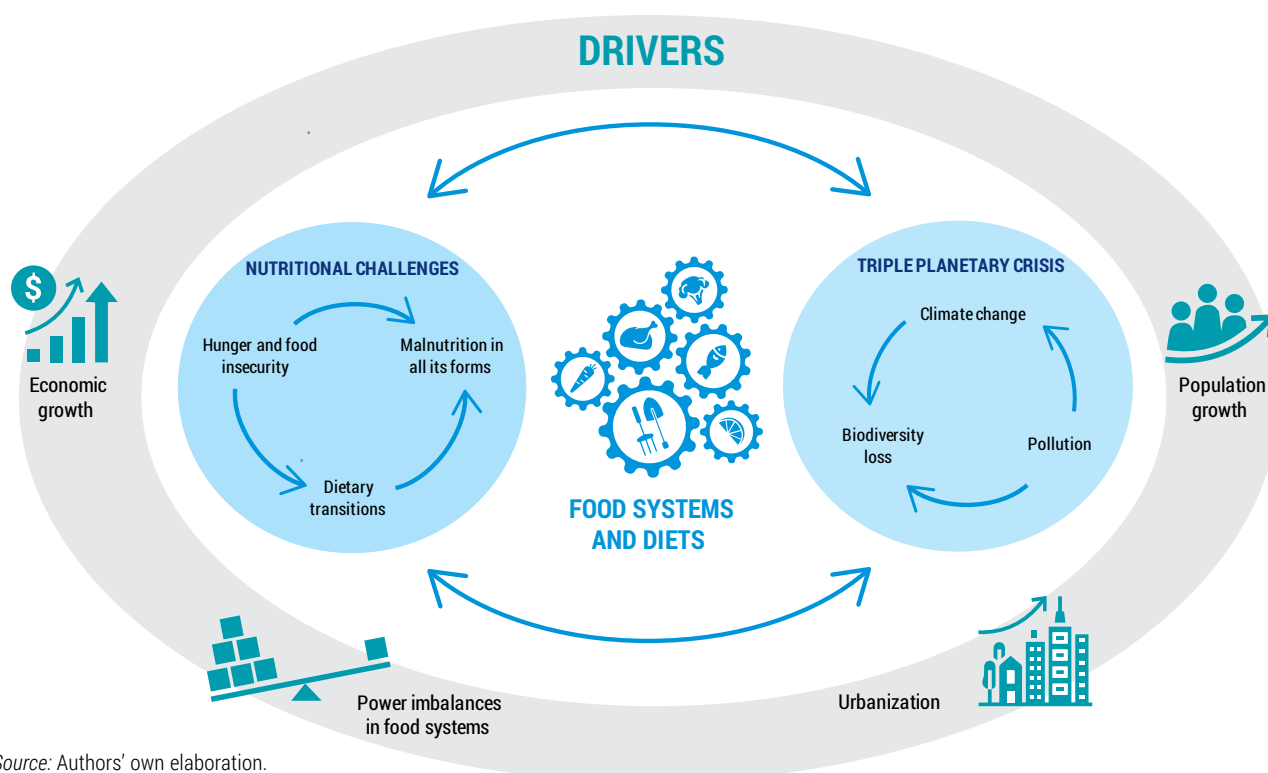 DRIVERS
NUTRITIONAL CHALLENGES
Hunger and food
insecurity
Malnutrition in
all its forms
Dietary
transitions
TRIPLE PLANETARY CRISIS
Climate change
Biodiversity
loss
Pollution
FOOD SYSTEMS
AND DIETS
$
Economic
growth
Population
growth
Power imbalances
in food systems
Urbanization
Source: Authors’ own elaboration.